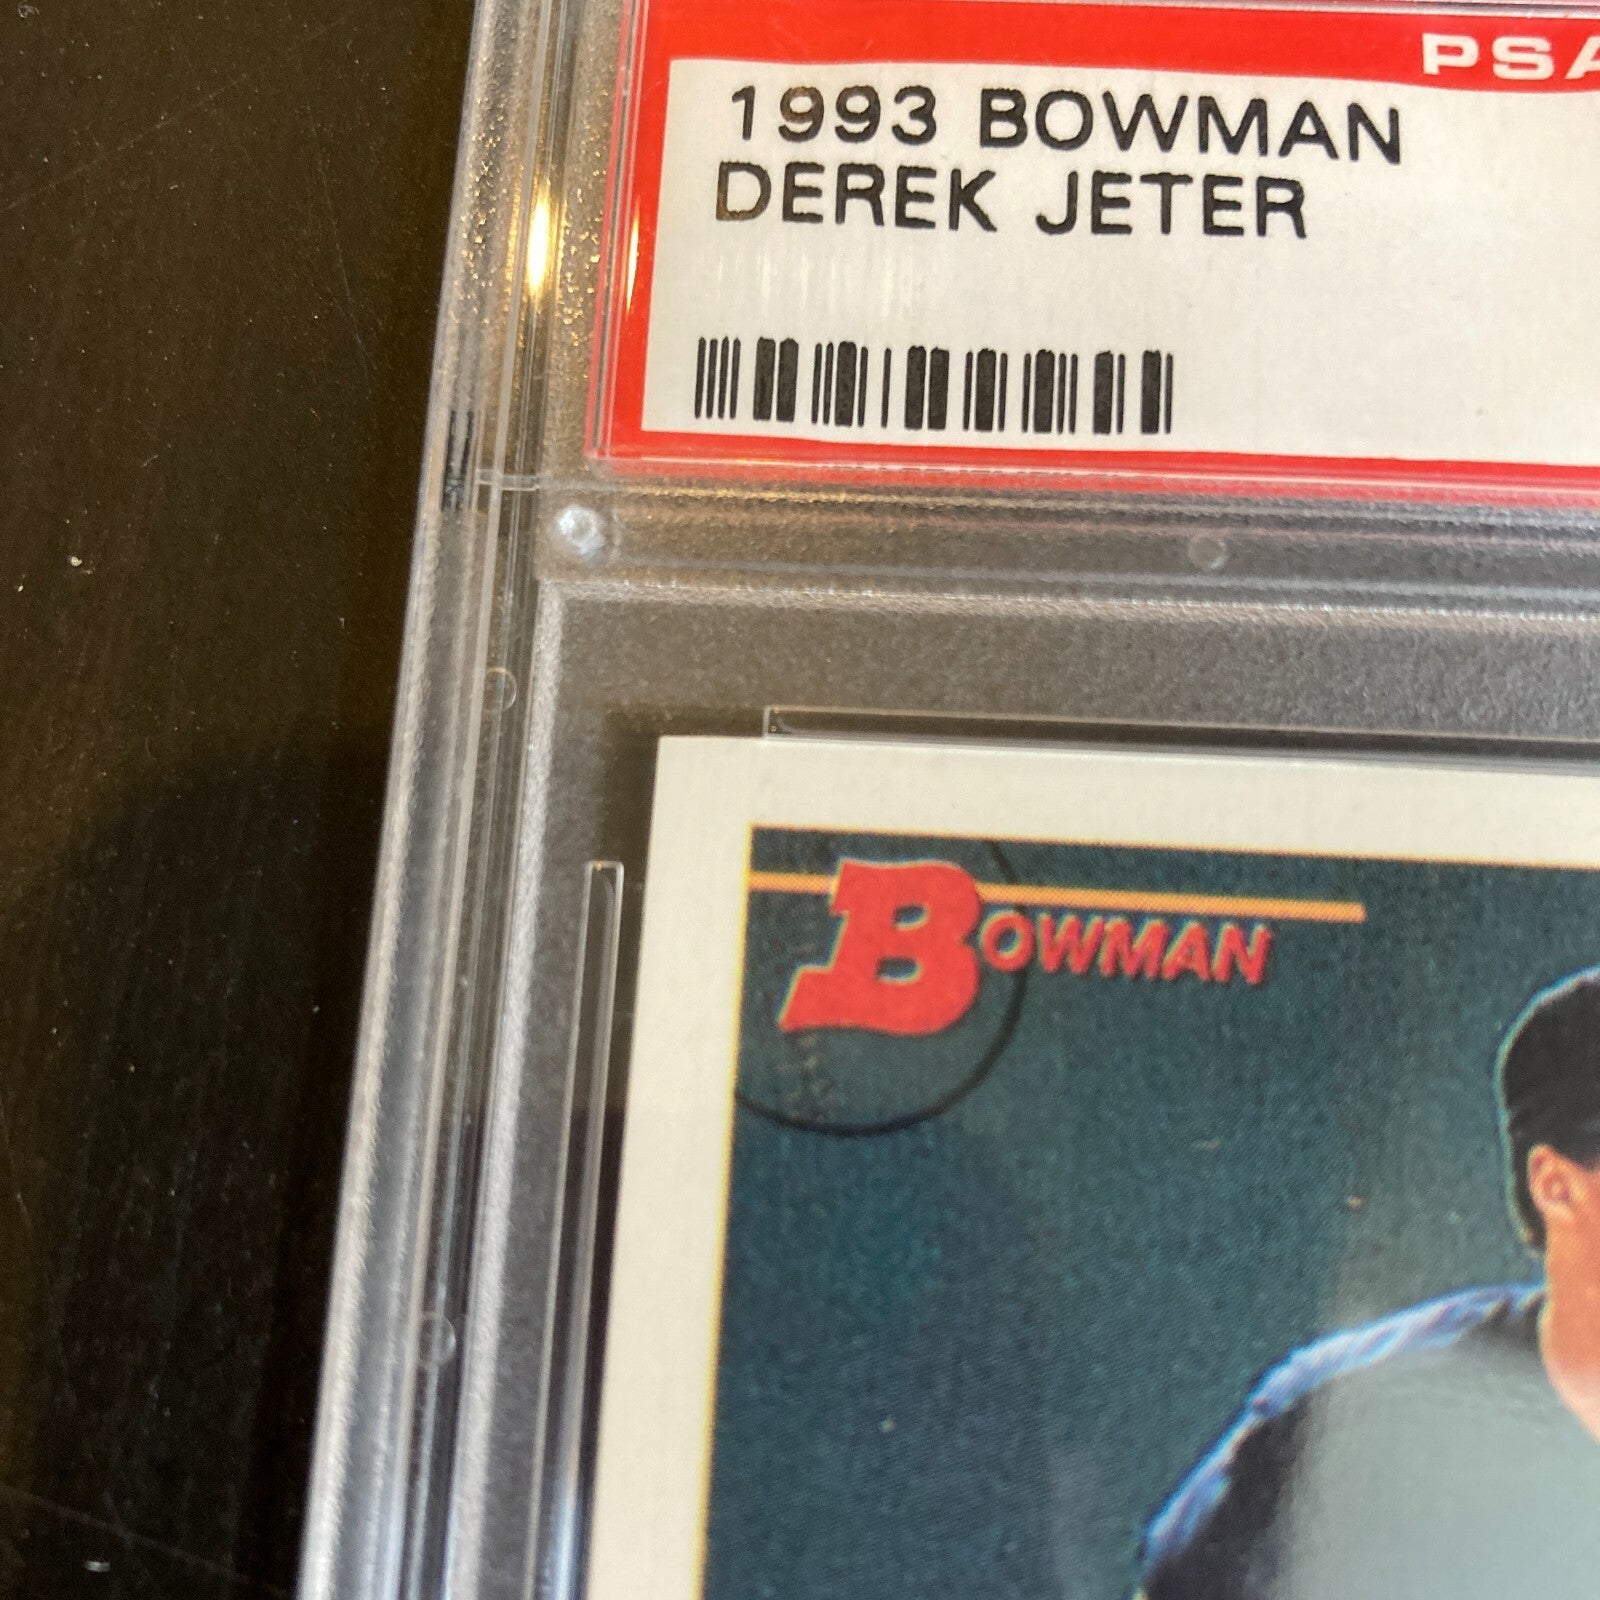 PSA
1993 BOWMAN
DEREK JETER
BOWMAN